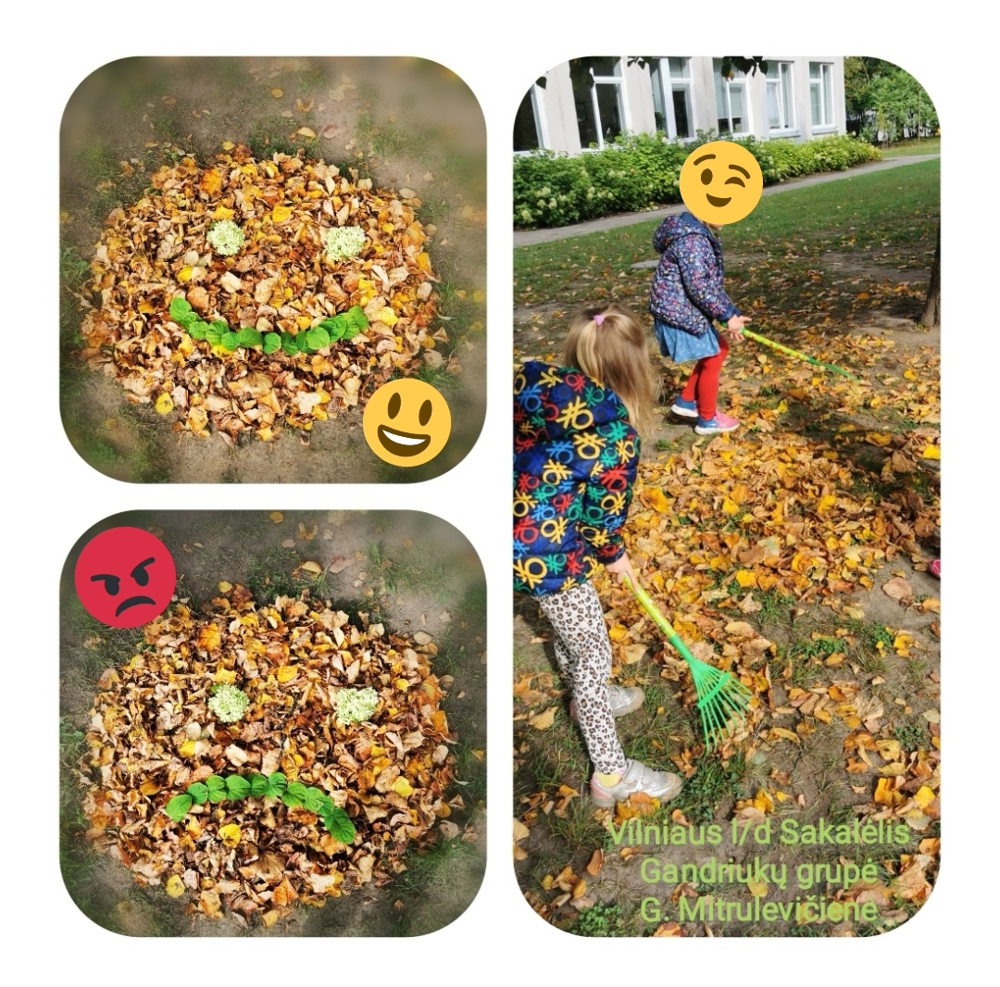 Vilniaus l/d Sakalėlis
Gandriukų grupė
G. Mitrulevičienė